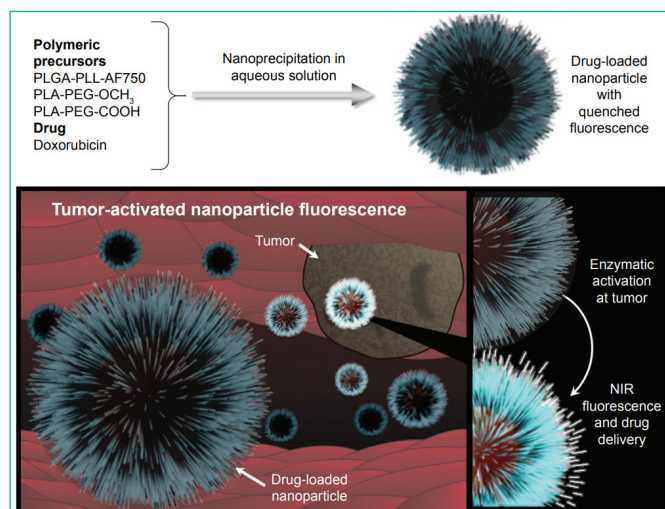 Polymeric
precursors
PLGA-PLL-AF750
PLA-PEG-OCH₃
PLA-PEG-COOH
Drug
Doxorubicin
Nanoprecipitation in
aqueous solution
Drug-loaded
nanoparticle
with
quenched
fluorescence
Tumor-activated nanoparticle fluorescence
Tumor
Drug-loaded
nanoparticle
Enzymatic
activation
at tumor
NIR
fluorescence
and drug
delivery